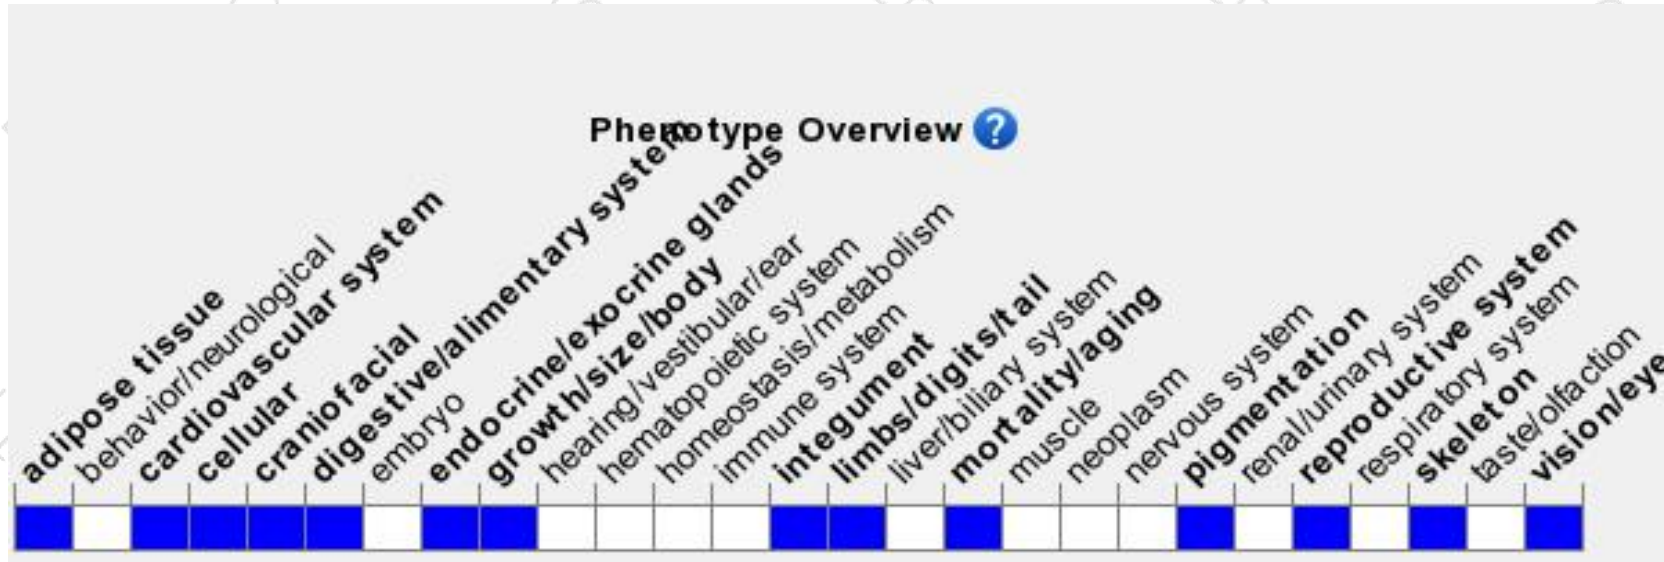 Phenotype Overview ?
adipose tissue
behavior/neurological
cardiovascular system
cellular
craniofacial
digestive/alimentary system
embryo
endocrine/exocrine glands
growth/size/body
hearing/vestibular/ear
hematopoietic system
homeostasis/metabolism
immune system
integument
limbs/digits/tail
liver/biliary system
mortality/aging
muscle
neoplasm
nervous system
pigmentation
renal/urinary system
reproductive system
respiratory system
skeleton
taste/olfaction
vision/eye